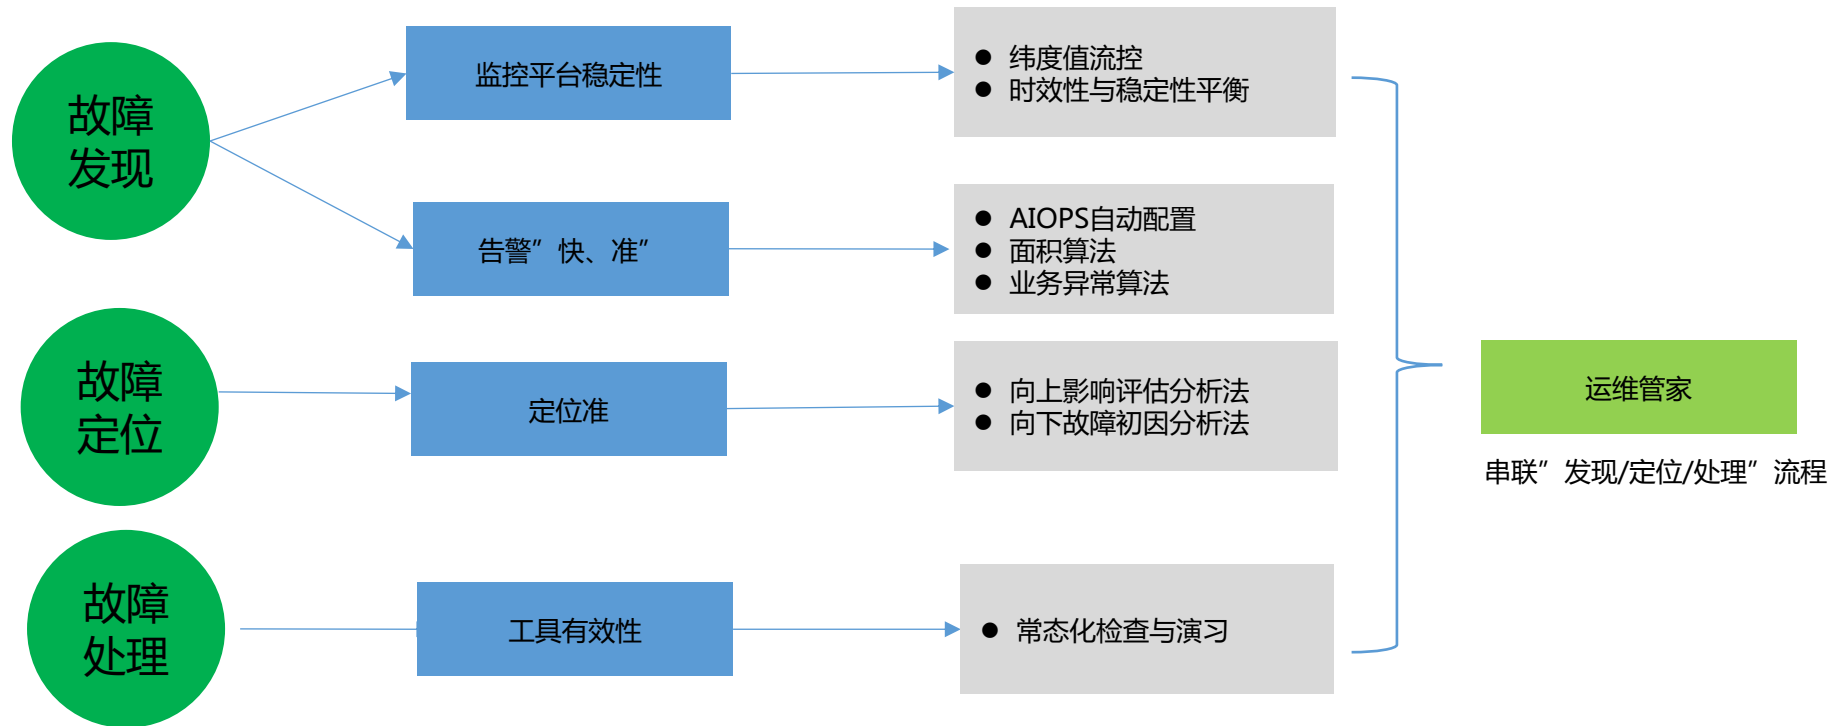 故障
发现
监控平台稳定性
纬度值流控
时效性与稳定性平衡
告警”快、准”
AIOPS自动配置
面积算法
业务异常算法
故障
定位
定位准
向上影响评估分析法
向下故障初因分析法
运维管家
串联”发现/定位/处理”流程
故障
处理
工具有效性
常态化检查与演习